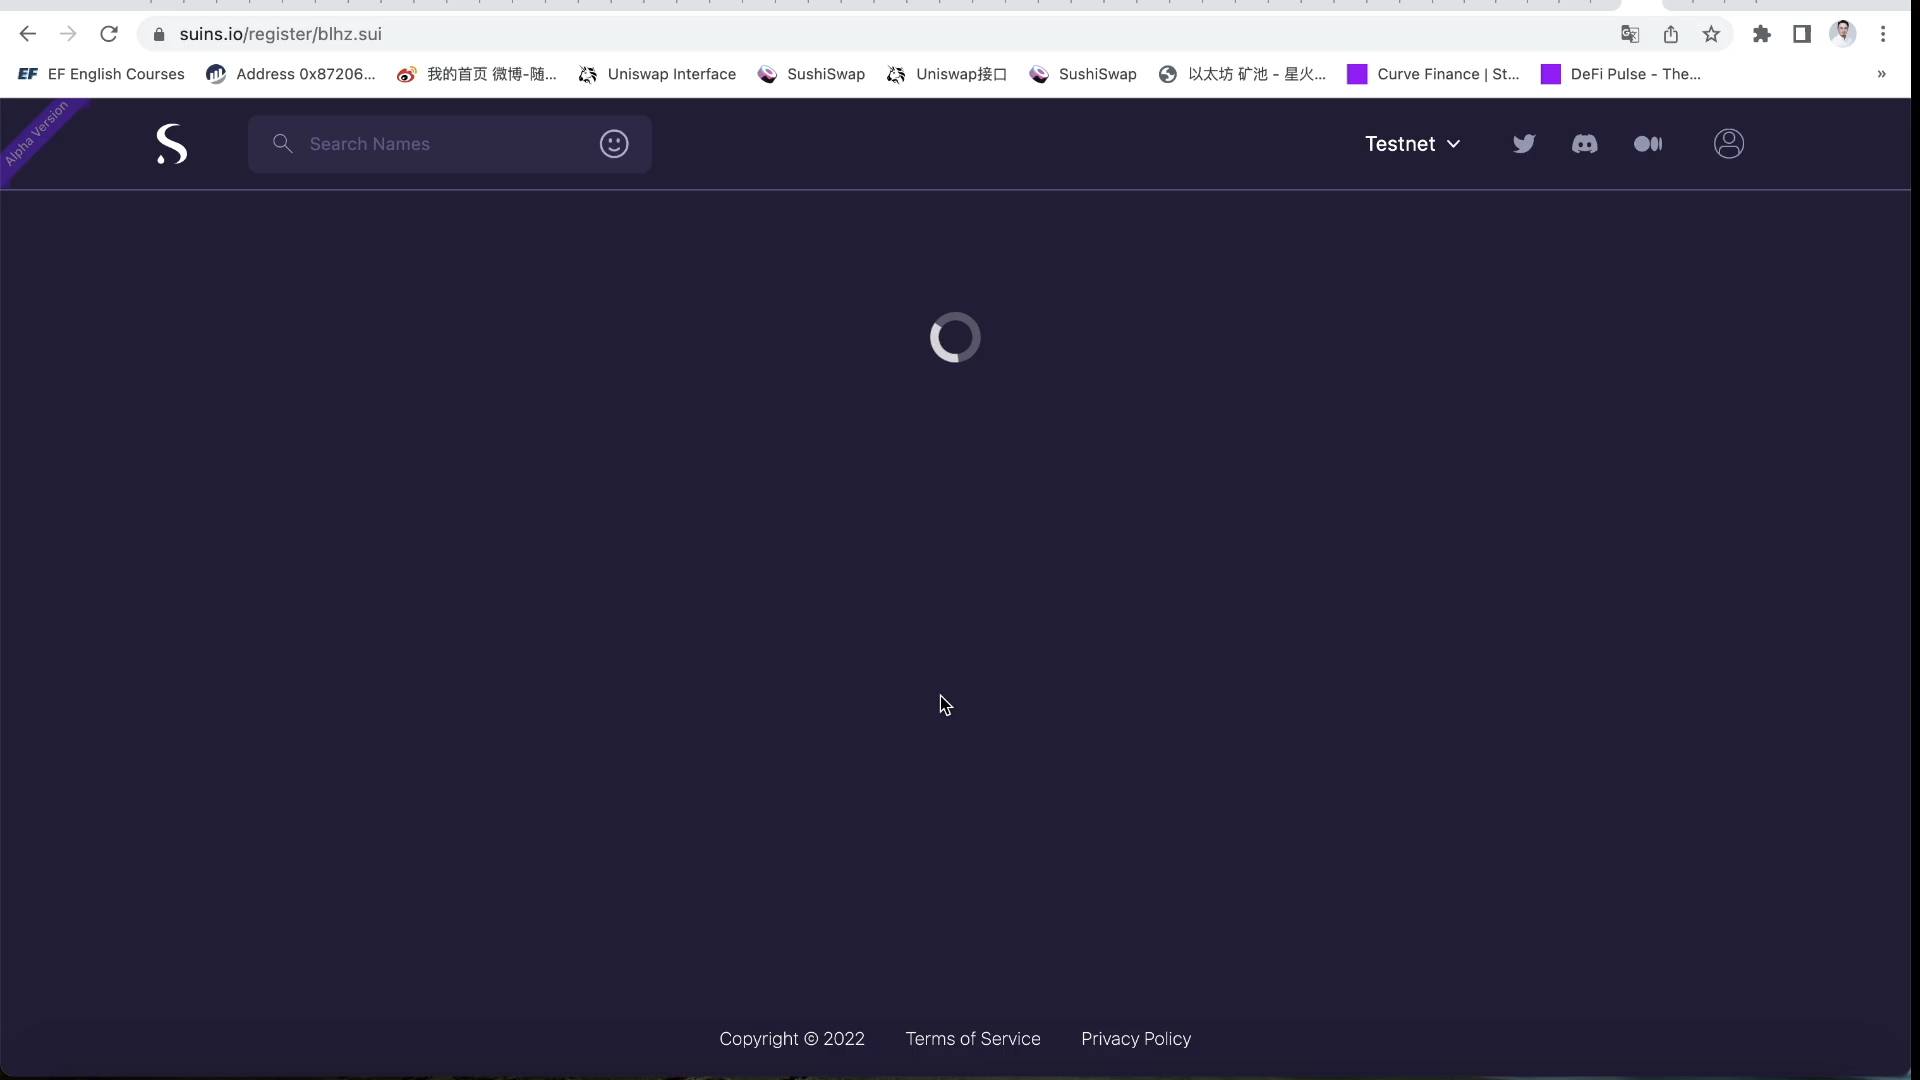 suins.io/register/blhz.sui
EF EF English Courses Address 0x87206... 我的首页 微博-随... Uniswap Interface SushiSwap Uniswap接口 SushiSwap 以太坊 矿池 - 星火... Curve Finance | St... DeFi Pulse - The... »
Alpha Version
Search Names
Testnet
Copyright © 2022 Terms of Service Privacy Policy